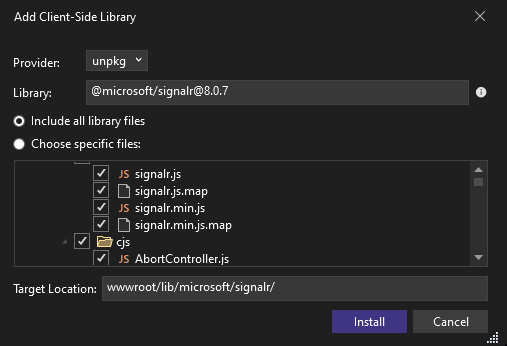 Add Client-Side Library
Provider: unpkg
Library: @microsoft/signalr@8.0.7
Include all library files
Choose specific files:
JS signalr.js
signalr.js.map
JS signalr.min.js
signalr.min.js.map
cjs
JS AbortController.js
Target Location: wwwroot/lib/microsoft/signalr/
Install Cancel